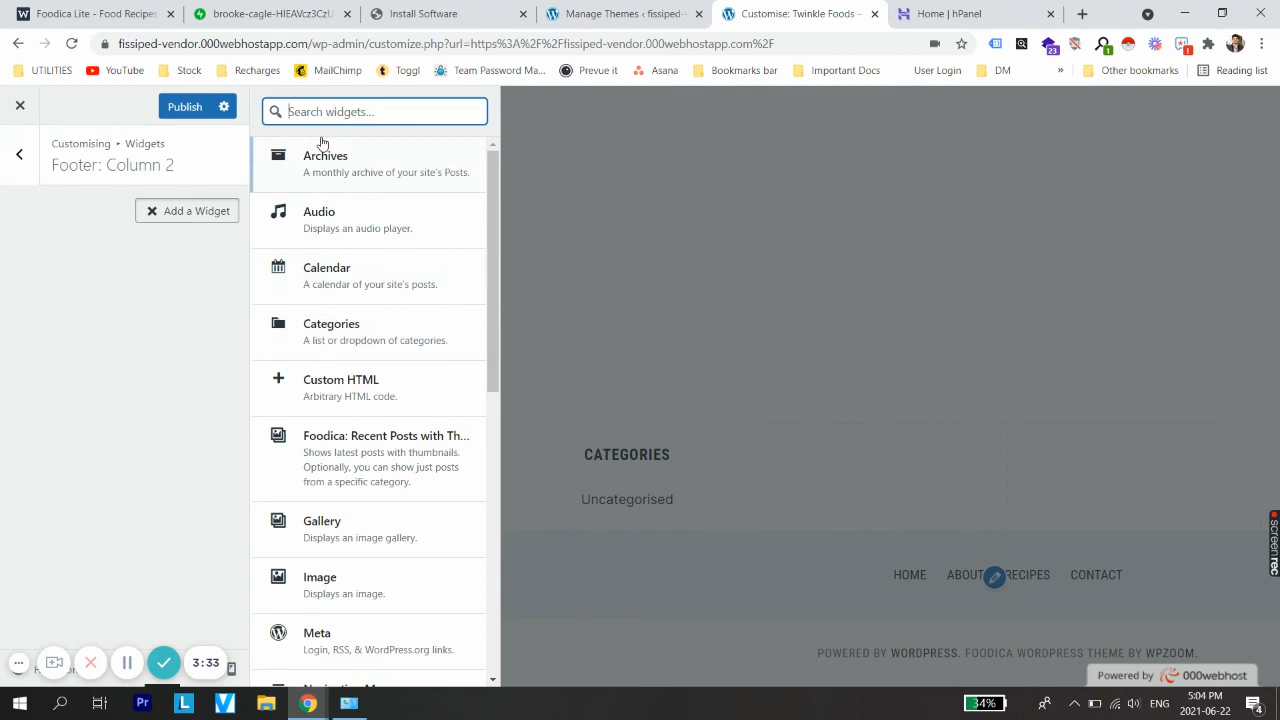 Foodica Lite - Food Recipes
brooke-cagle-HIEAVcz3CzU
Install Software
Manage Themes ‹ fissiped-
Customise: Twinkle Foods –
Home | hPanel
fissiped-vendor.000webhostapp.com/wp-admin/customize.php?url=https%3A%2F%2Ffissiped-vendor.000webhostapp.com%2F
23
1
1
UTILITIES
YouTube
Stock
Recharges
MailChimp
Toggl
Team Password Ma...
Prevue it
Asana
Bookmarks bar
Important Docs
User Login
DM
»
Other bookmarks
Reading list
Publish
Search widgets...
Customising ‣ Widgets
Footer: Column 2
Add a Widget
Archives
A monthly archive of your site's Posts.
Audio
Displays an audio player.
Calendar
A calendar of your site's posts.
Categories
A list or dropdown of categories.
Custom HTML
Arbitrary HTML code.
Foodica: Recent Posts with Th...
Shows latest posts with thumbnails.
Optionally, you can show just posts
from a specific category.
Gallery
Displays an image gallery.
Image
Displays an image.
Meta
Login, RSS, & WordPress.org links.
CATEGORIES
Uncategorised
HOME
ABOUT
RECIPES
CONTACT
POWERED BY WORDPRESS. FOODICA WORDPRESS THEME BY WPZOOM.
Powered by 000webhost
screenrec
3:33
34%
ENG
5:04 PM
2021-06-22
4